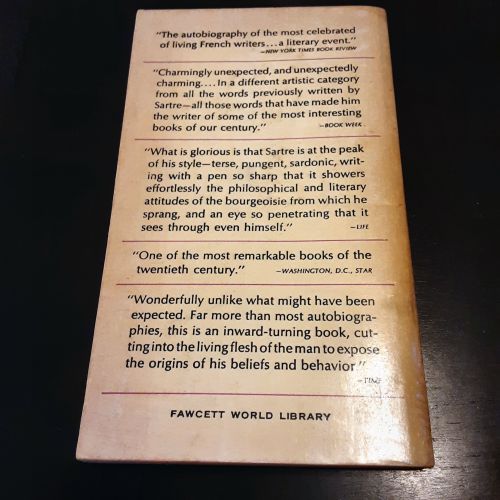 "The autobiography of the most celebrated
of living French writers...a literary event."
—NEW YORK TIMES BOOK REVIEW
"Charmingly unexpected, and unexpectedly
charming.... In a different artistic category
from all the words previously written by
Sartre—all those words that have made him
the writer of some of the most interesting
books of our century." —BOOK WEEK
"What is glorious is that Sartre is at the peak
of his style—terse, pungent, sardonic, writ-
ing with a pen so sharp that it showers
effortlessly the philosophical and literary
attitudes of the bourgeoisie from which he
sprang, and an eye so penetrating that it
sees through even himself." —LIFE
"One of the most remarkable books of the
twentieth century." —WASHINGTON, D.C., STAR
"Wonderfully unlike what might have been
expected. Far more than most autobiogra-
phies, this is an inward-turning book, cut-
ting into the living flesh of the man to expose
the origins of his beliefs and behavior."
—TIME
FAWCETT WORLD LIBRARY